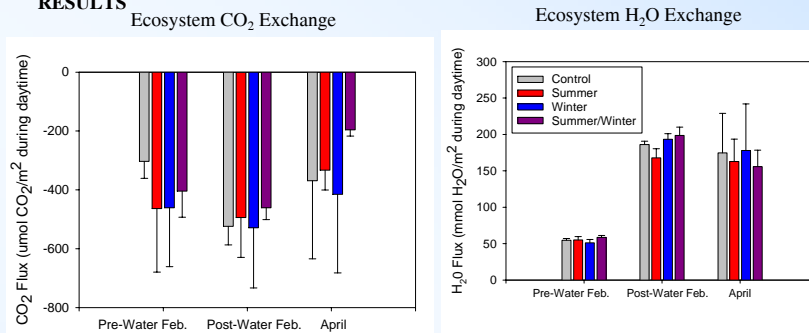 RESULTS
Ecosystem CO₂ Exchange
CO₂ Flux (umol CO₂/m² during daytime)
0
-200
-400
-600
-800
Pre-Water Feb. Post-Water Feb. April
Ecosystem H₂O Exchange
H₂0 Flux (mmol H₂O/m² during daytime)
300
250
200
150
100
50
0
Control
Summer
Winter
Summer/Winter
Pre-Water Feb. Post-Water Feb. April